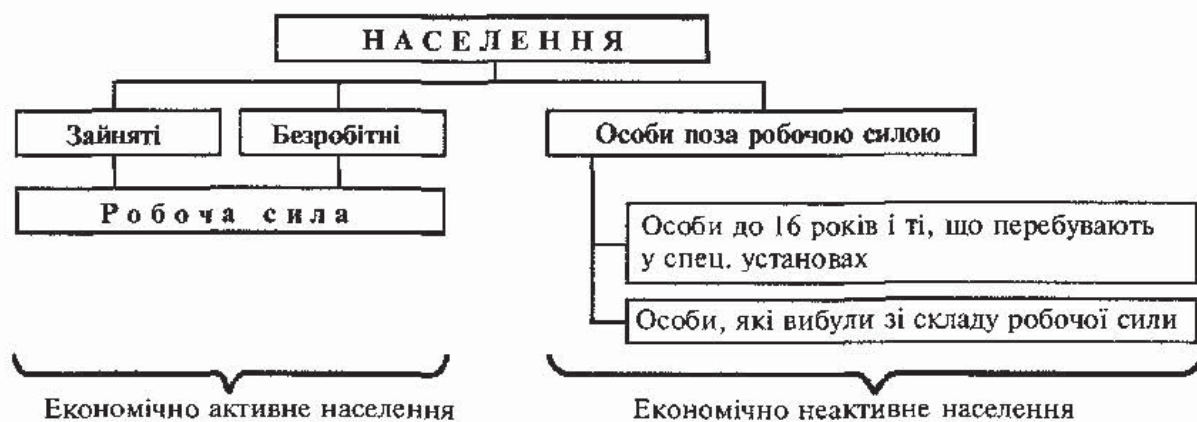 НАСЕЛЕННЯ
Зайняті
Безробітні
Особи поза робочою силою
Робоча сила
Особи до 16 років і ті, що перебувають
у спец. установах
Особи, які вибули зі складу робочої сили
Економічно активне населення
Економічно неактивне населення